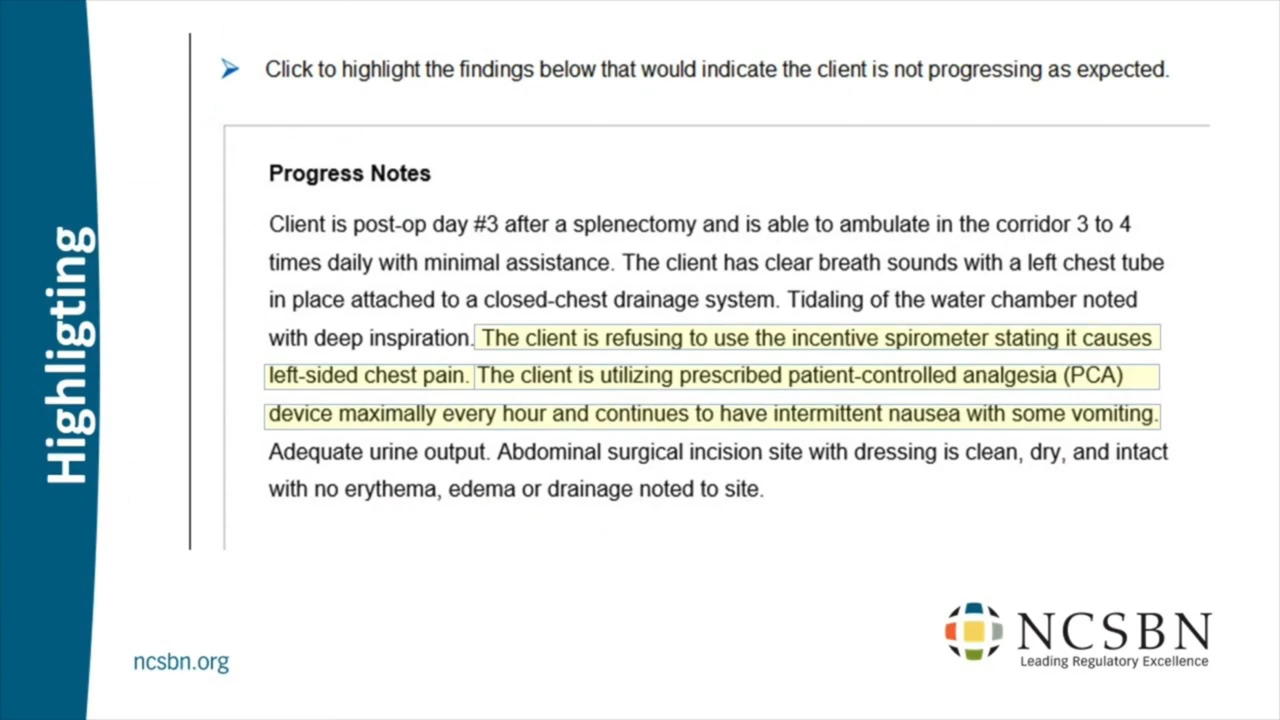 Highligting
Click to highlight the findings below that would indicate the client is not progressing as expected.
Progress Notes
Client is post-op day #3 after a splenectomy and is able to ambulate in the corridor 3 to 4
times daily with minimal assistance. The client has clear breath sounds with a left chest tube
in place attached to a closed-chest drainage system. Tidaling of the water chamber noted
with deep inspiration. The client is refusing to use the incentive spirometer stating it causes
left-sided chest pain. The client is utilizing prescribed patient-controlled analgesia (PCA)
device maximally every hour and continues to have intermittent nausea with some vomiting.
Adequate urine output. Abdominal surgical incision site with dressing is clean, dry, and intact
with no erythema, edema or drainage noted to site.
ncsbn.org
NCSBN
Leading Regulatory Excellence